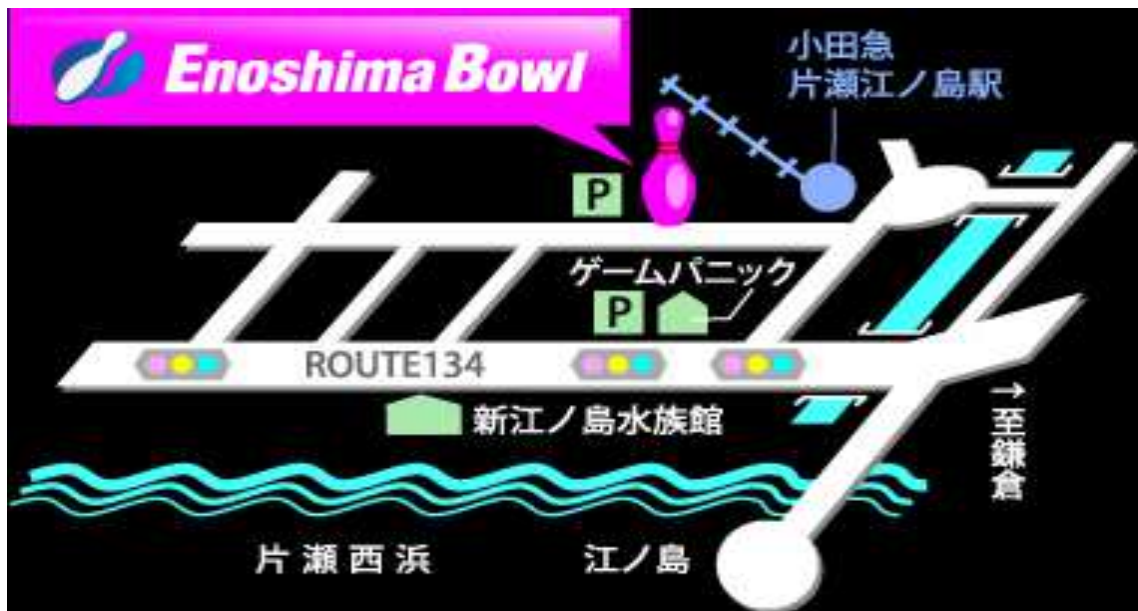 Enoshima Bowl
小田急
片瀬江ノ島駅
P
ゲームパニック
P
ROUTE134
新江ノ島水族館
→至鎌倉
片瀬西浜
江ノ島